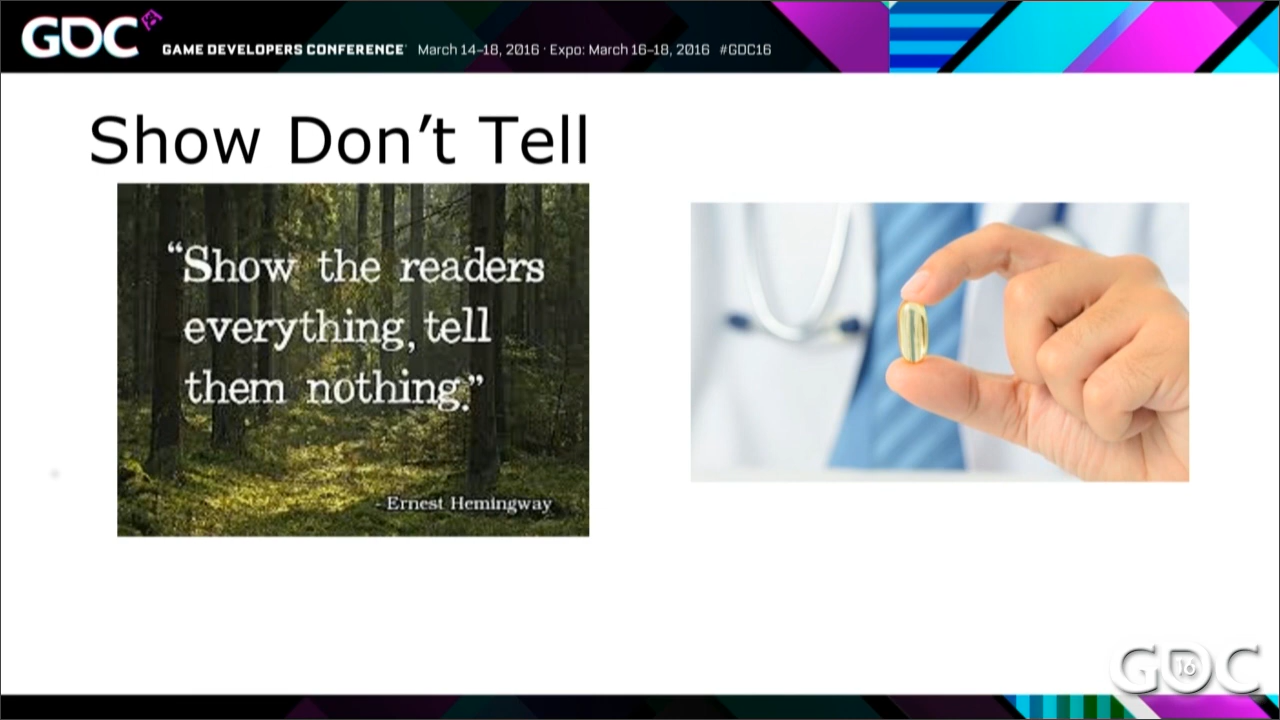 GDC
GAME DEVELOPERS CONFERENCE March 14–18, 2016 · Expo: March 16–18, 2016 #GDC16
Show Don’t Tell
“Show the readers
everything, tell
them nothing.”
- Ernest Hemingway
GDC
16